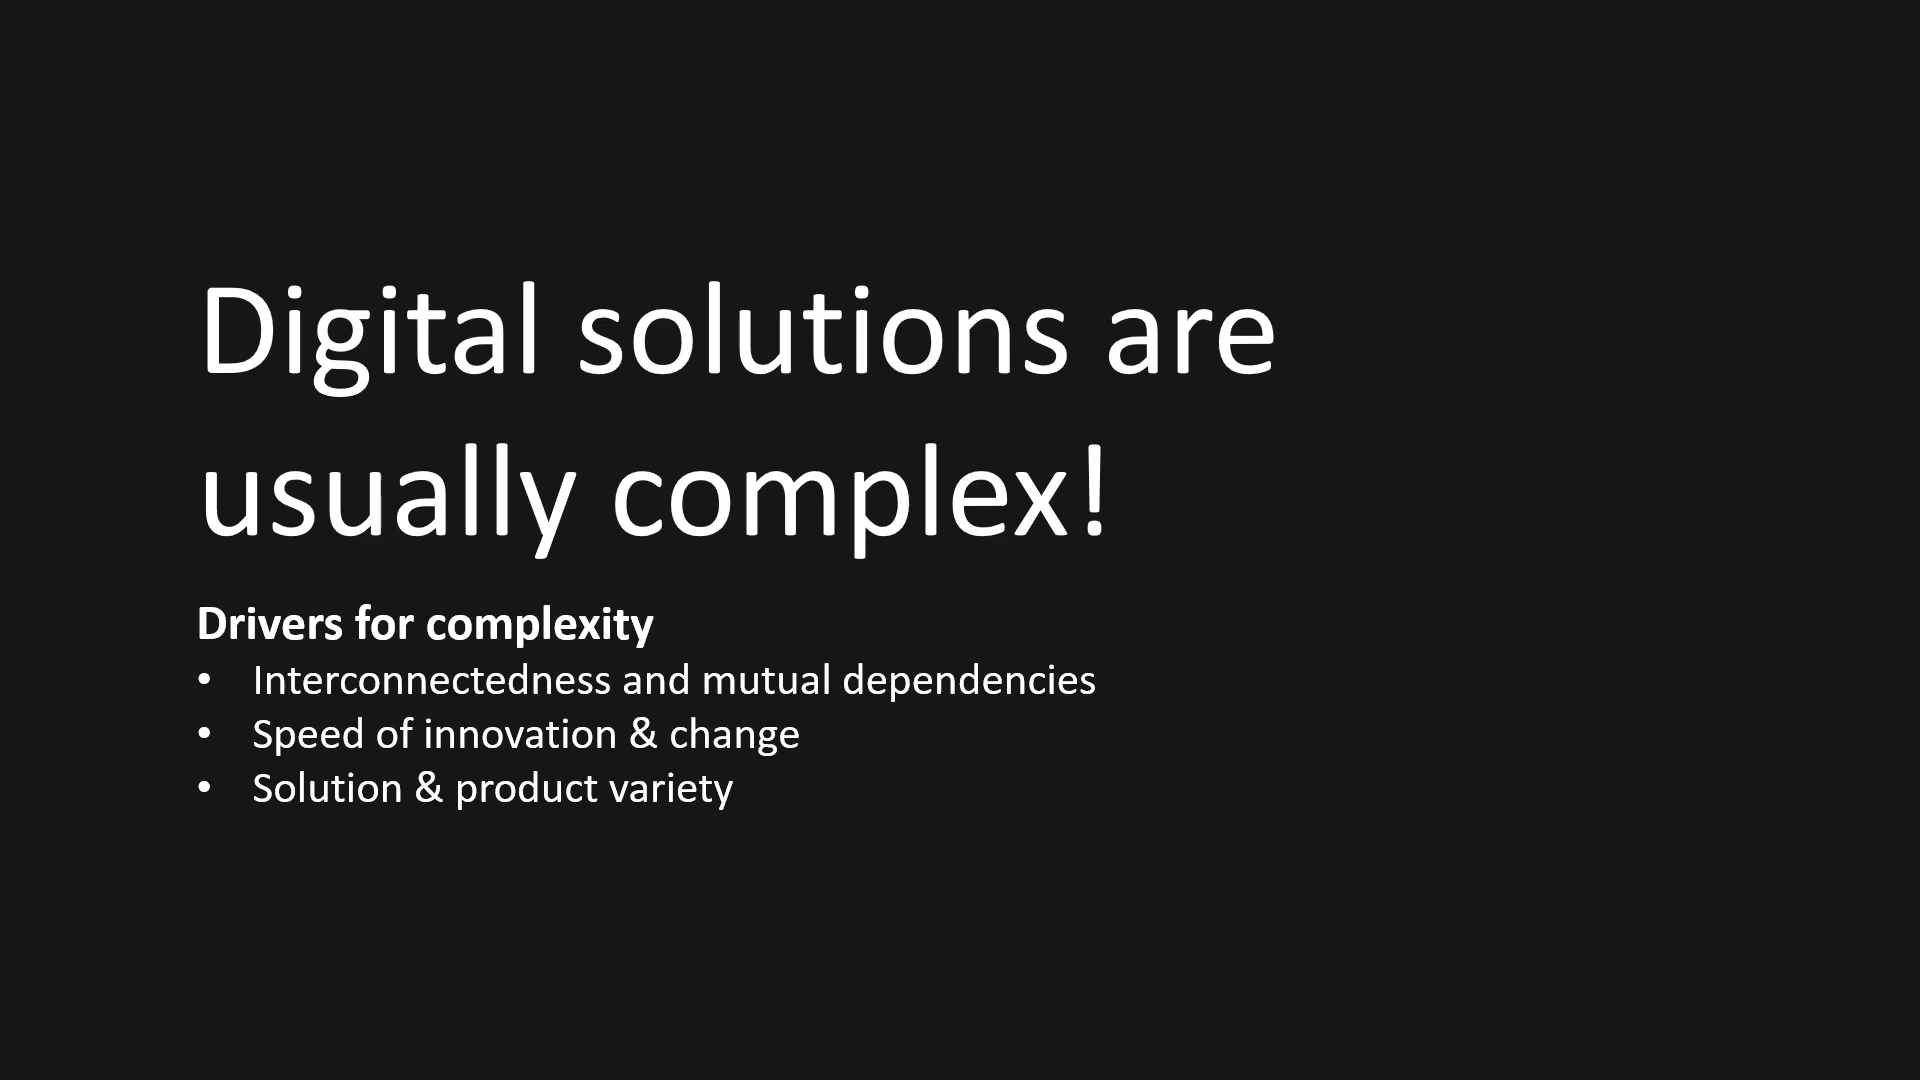 Digital solutions are
usually complex!
Drivers for complexity
• Interconnectedness and mutual dependencies
• Speed of innovation & change
• Solution & product variety